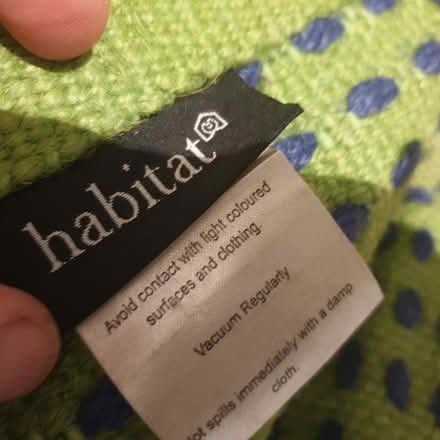 habitat
Avoid contact with light coloured
surfaces and clothing.
Vacuum Regularly
spills immediately with a damp
cloth.